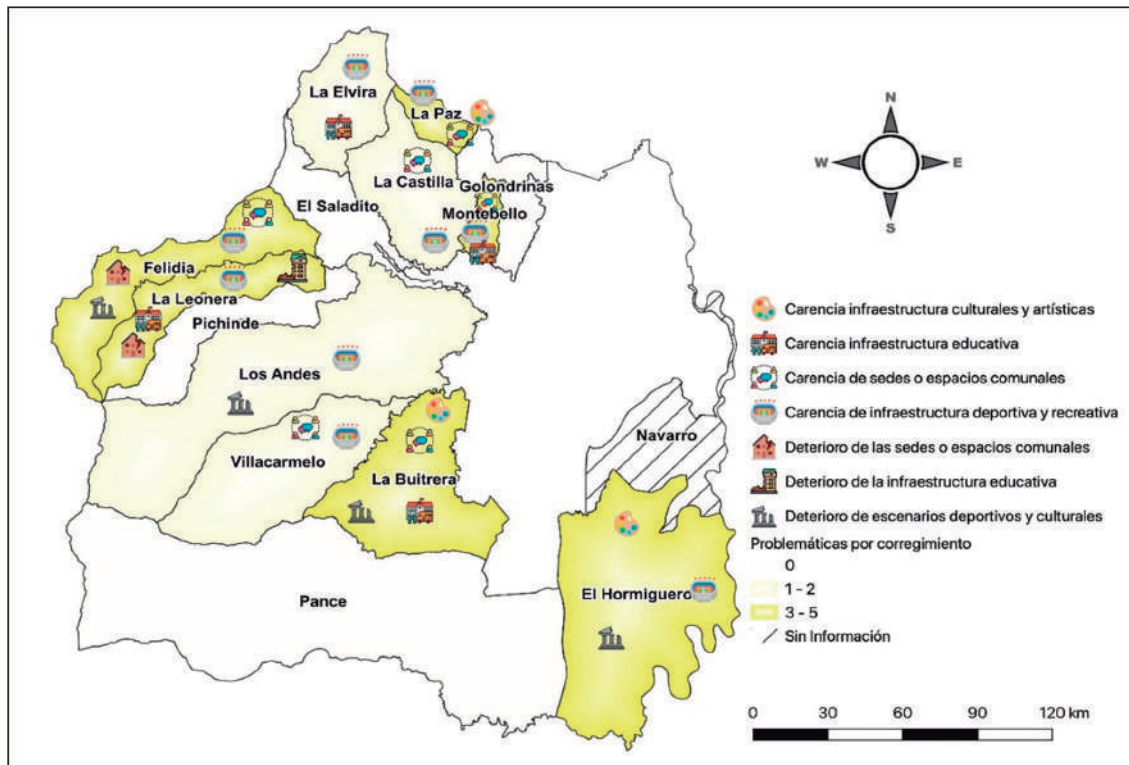 La Elvira
La Paz
La Castilla
Golondrinas
Montebello
El Saladito
Felidia
La Leonera
Pichinde
Los Andes
Villacarmelo
La Buitrera
Navarro
Pance
El Hormiguero
N
W
E
S
Carencia infraestructura culturales y artísticas
Carencia infraestructura educativa
Carencia de sedes o espacios comunales
Carencia de infraestructura deportiva y recreativa
Deterioro de las sedes o espacios comunales
Deterioro de la infraestructura educativa
Deterioro de escenarios deportivos y culturales
Problemáticas por corregimiento
0
1 - 2
3 - 5
Sin Información
0 30 60 90 120 km